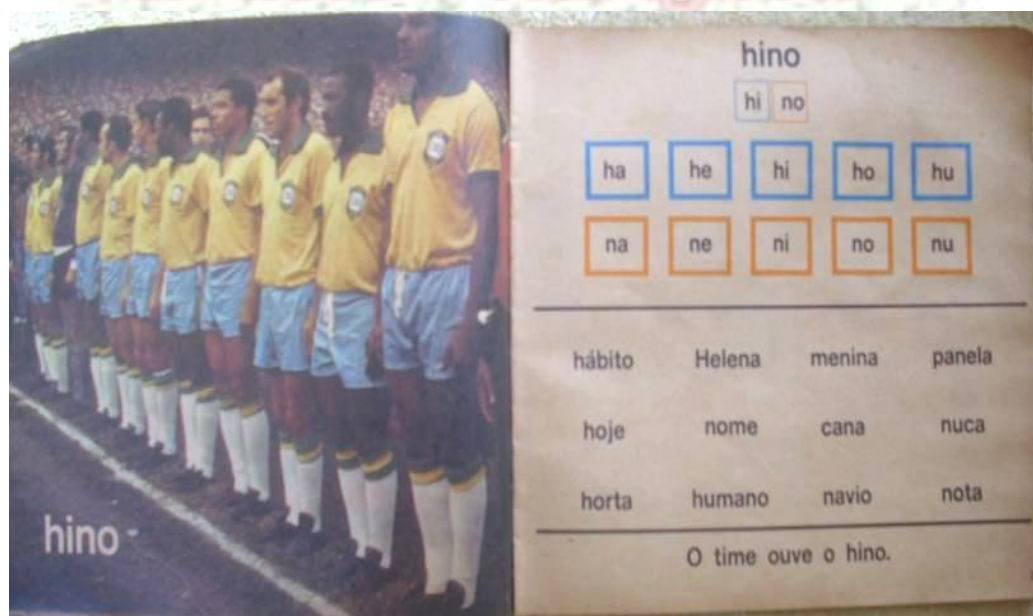 hino
hino
hi no
ha he hi ho hu
na ne ni no nu
hábito Helena menina panela
hoje nome cana nuca
horta humano navio nota
O time ouve o hino.